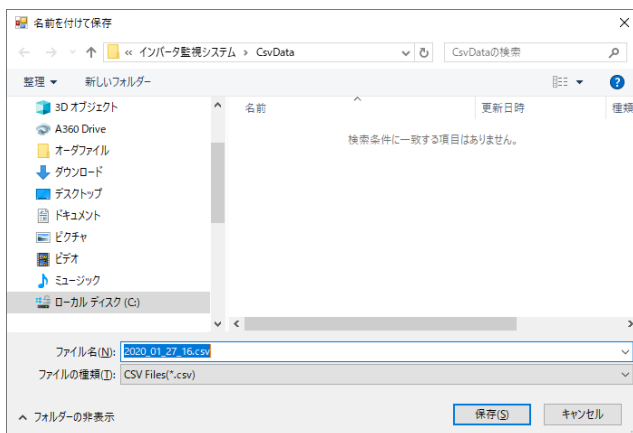 名前を付けて保存
« インバータ監視システム › CsvData
CsvDataの検索
整理 新しいフォルダー
3D オブジェクト
A360 Drive
オーダファイル
ダウンロード
デスクトップ
ドキュメント
ピクチャ
ビデオ
ミュージック
ローカル ディスク (C:)
名前 更新日時 種類
検索条件に一致する項目はありません。
ファイル名(N): 2020_01_27_16.csv
ファイルの種類(T): CSV Files(*.csv)
フォルダーの非表示
保存(S) キャンセル